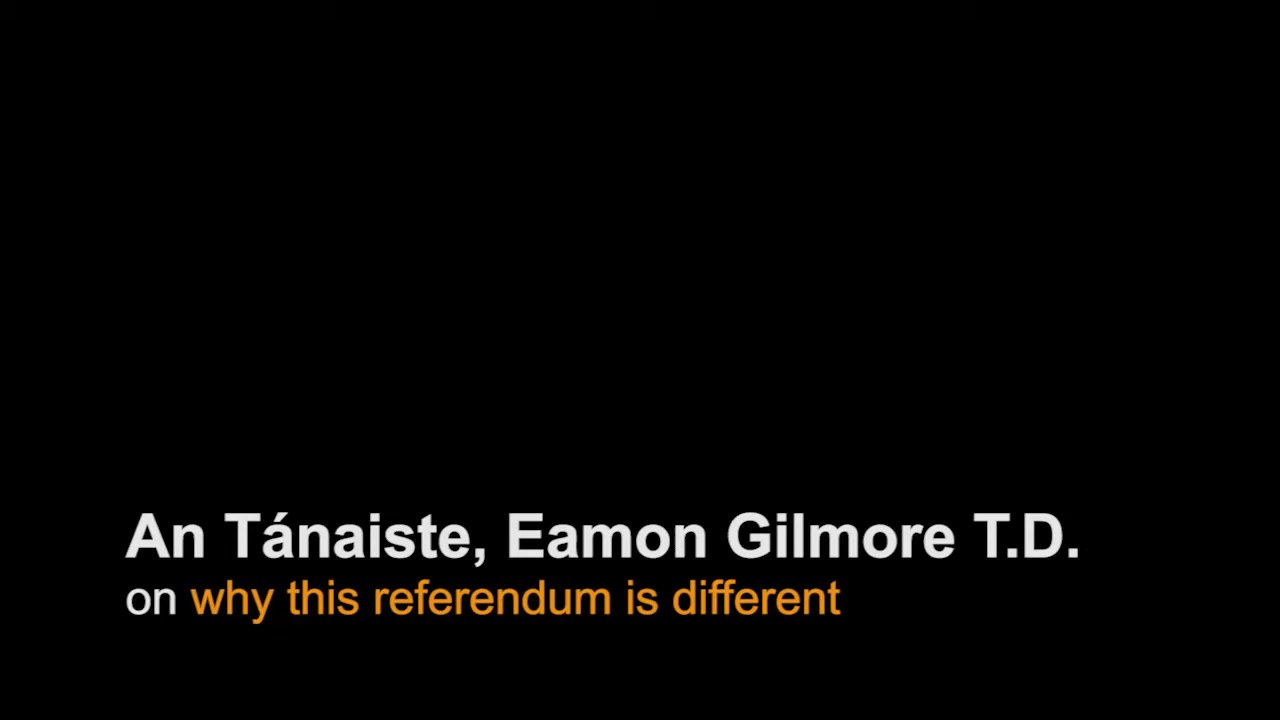 An Tánaiste, Eamon Gilmore T.D.
on why this referendum is different